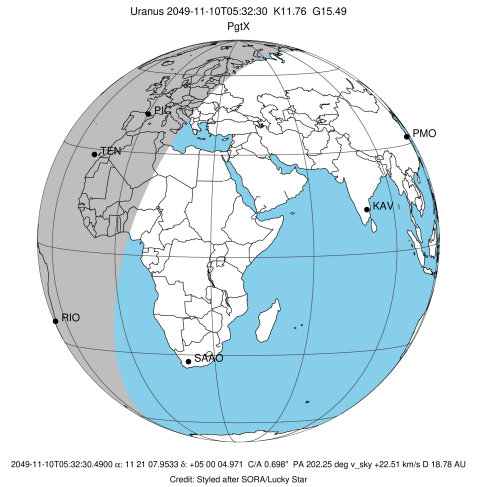 Uranus 2049-11-10T05:32:30  K11.76  G15.49
PgtX
PIC
PMO
TEN
KAV
RIO
SAAO
2049-11-10T05:32:30.4900 α: 11 21 07.9533 δ: +05 00 04.971  C/A 0.698"  PA 202.25 deg v_sky +22.51 km/s D 18.78 AU
Credit: Styled after SORA/Lucky Star